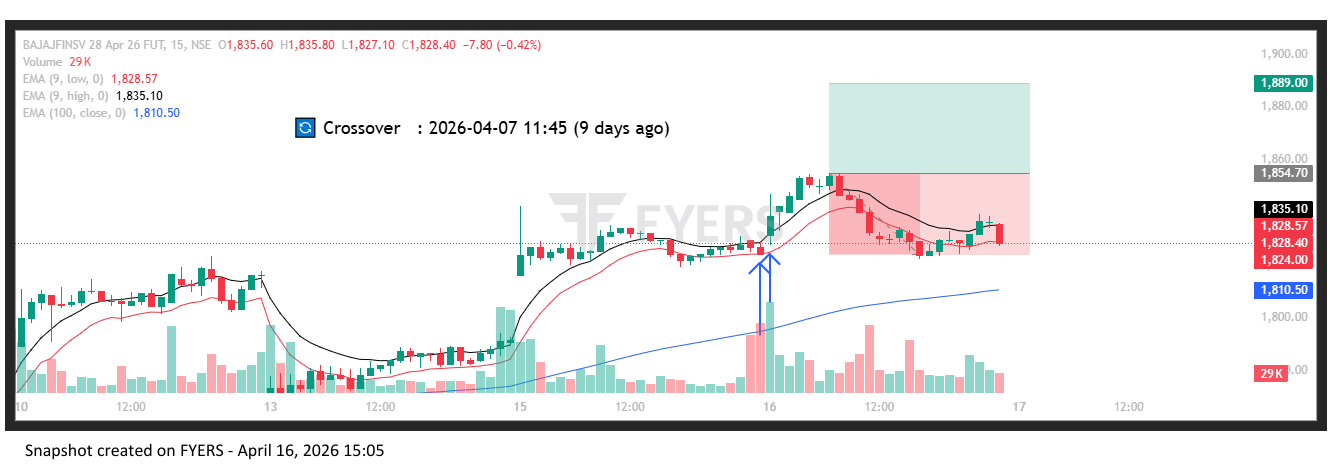 BAJAJFINSV 28 Apr 26 FUT, 15, NSE O1,835.60 H1,835.80 L1,827.10 C1,828.40 −7.80 (−0.42%)
Volume 29 K
EMA (9, low, 0) 1,828.57
EMA (9, high, 0) 1,835.10
EMA (100, close, 0) 1,810.50
Crossover : 2026-04-07 11:45 (9 days ago)
FYERS
1,900.00
1,889.00
1,880.00
1,860.00
1,854.70
1,835.10
1,828.57
1,828.40
1,824.00
1,810.50
1,800.00
29 K
10 12:00 13 12:00 15 12:00 16 12:00 17 12:00
Snapshot created on FYERS - April 16, 2026 15:05